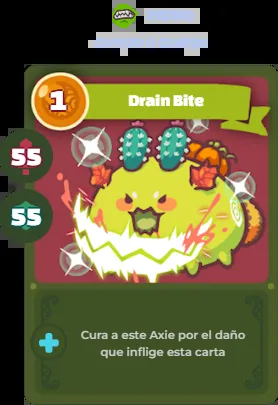 1
Drain Bite
55
55
Cura a este Axie por el daño
que inflige esta carta